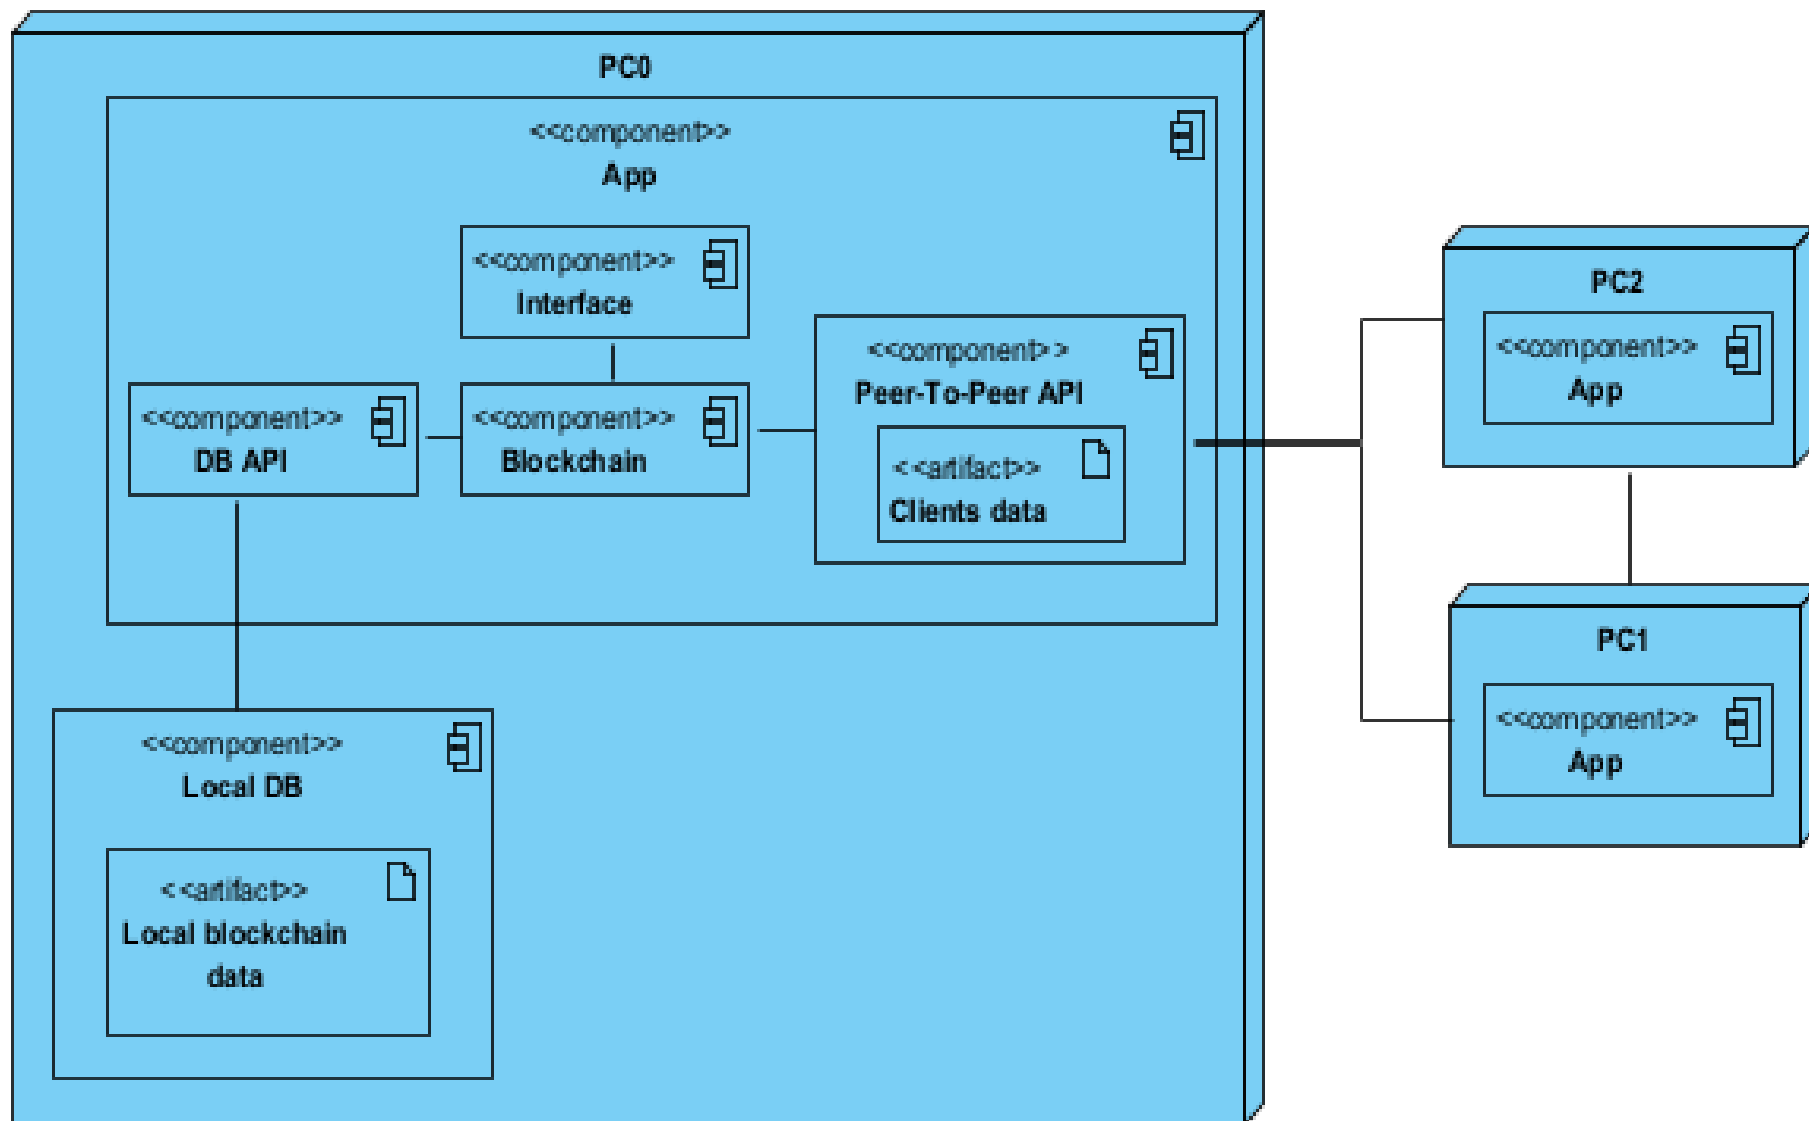 PC0
<<component>>
App
<<component>>
Interface
<<component>>
DB API
<<component>>
Blockchain
<<component>>
Peer-To-Peer API
<<artifact>>
Clients data
<<component>>
Local DB
<<artifact>>
Local blockchain
data
PC2
<<component>>
App
PC1
<<component>>
App